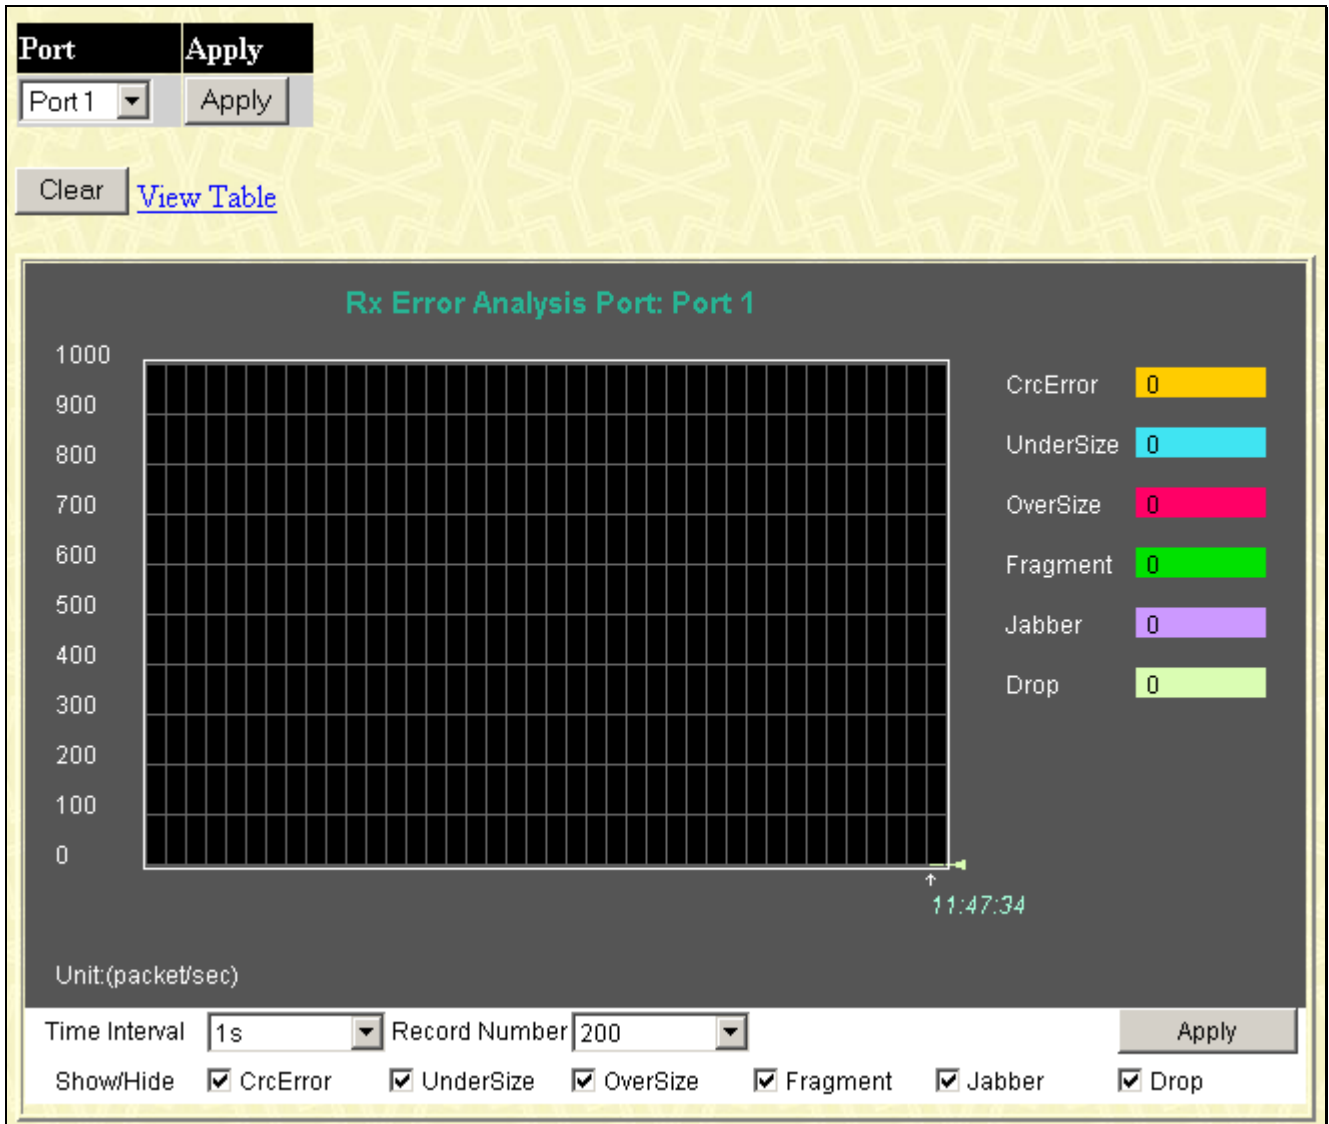 Port Apply
Port 1 Apply
Clear View Table
Rx Error Analysis Port: Port 1
1000
900
800
700
600
500
400
300
200
100
0
CrcError 0
UnderSize 0
OverSize 0
Fragment 0
Jabber 0
Drop 0
11:47:34
Unit:(packet/sec)
Time Interval 1s Record Number 200 Apply
Show/Hide CrcError UnderSize OverSize Fragment Jabber Drop